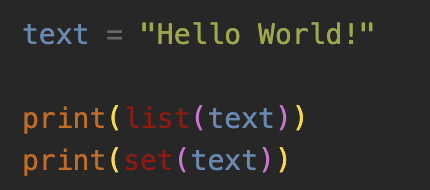 text = "Hello World!"
print(list(text))
print(set(text))